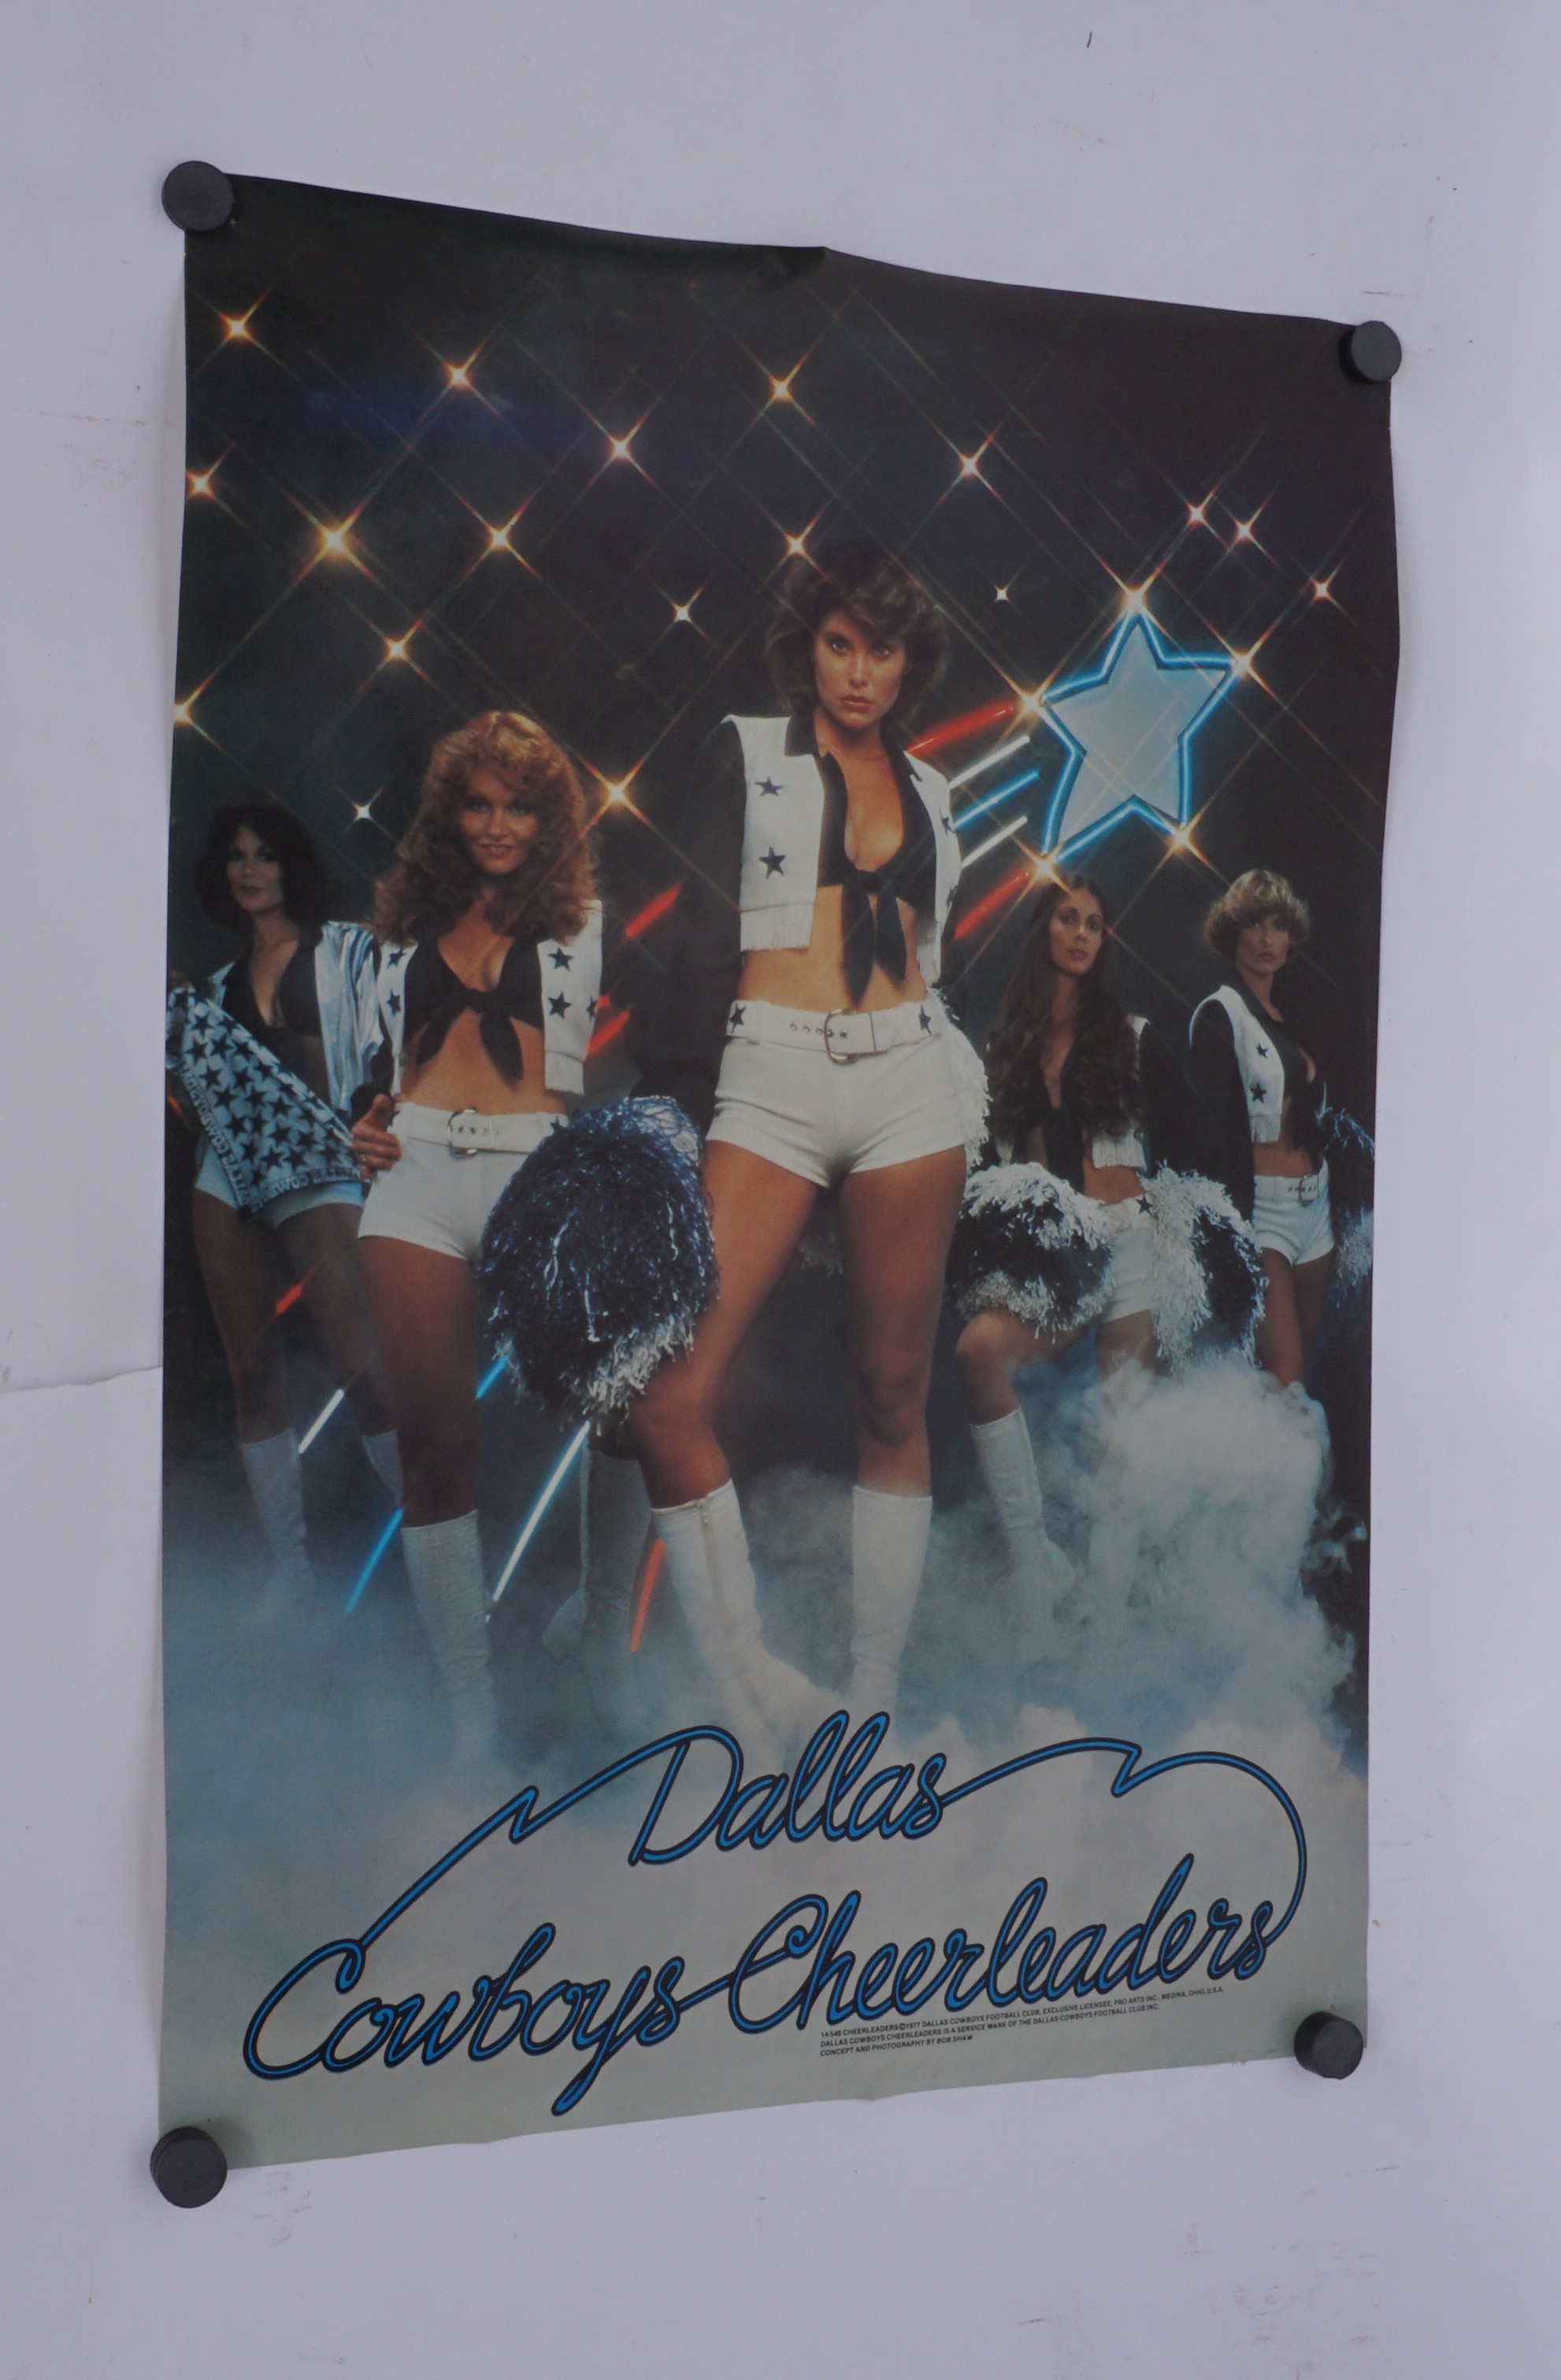 Dallas
Cowboys Cheerleaders
14-548 CHEERLEADERS©1977 DALLAS COWBOYS FOOTBALL CLUB, EXCLUSIVE LICENSEE, PRO ARTS INC., MEDINA, OHIO, U.S.A.
DALLAS COWBOYS CHEERLEADERS IS A SERVICE MARK OF THE DALLAS COWBOYS FOOTBALL CLUB INC.
CONCEPT AND PHOTOGRAPHY BY BOB SHAW